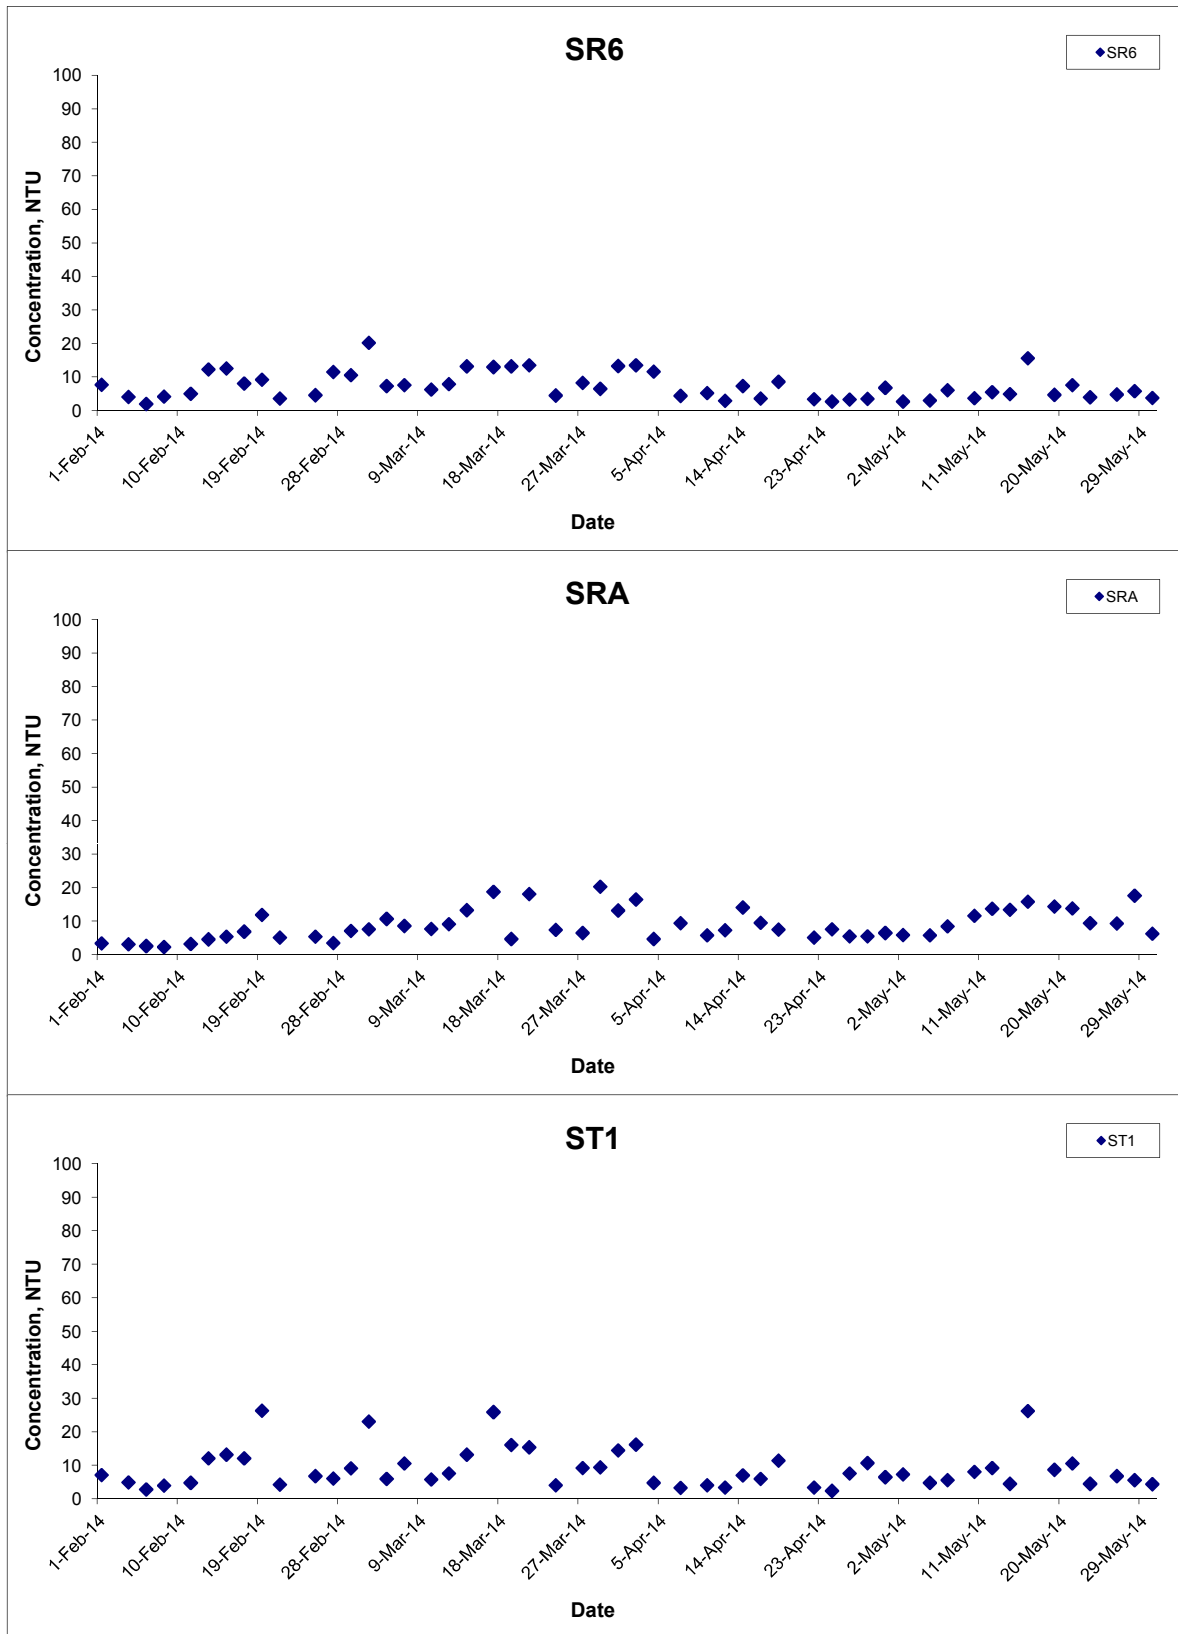 SR6
SR6
100
90
80
70
60
50
40
30
20
10
0
Concentration, NTU
1-Feb-14
10-Feb-14
19-Feb-14
28-Feb-14
9-Mar-14
18-Mar-14
27-Mar-14
5-Apr-14
14-Apr-14
23-Apr-14
2-May-14
11-May-14
20-May-14
29-May-14
Date
SRA
SRA
100
90
80
70
60
50
40
30
20
10
0
Concentration, NTU
1-Feb-14
10-Feb-14
19-Feb-14
28-Feb-14
9-Mar-14
18-Mar-14
27-Mar-14
5-Apr-14
14-Apr-14
23-Apr-14
2-May-14
11-May-14
20-May-14
29-May-14
Date
ST1
ST1
100
90
80
70
60
50
40
30
20
10
0
Concentration, NTU
1-Feb-14
10-Feb-14
19-Feb-14
28-Feb-14
9-Mar-14
18-Mar-14
27-Mar-14
5-Apr-14
14-Apr-14
23-Apr-14
2-May-14
11-May-14
20-May-14
29-May-14
Date